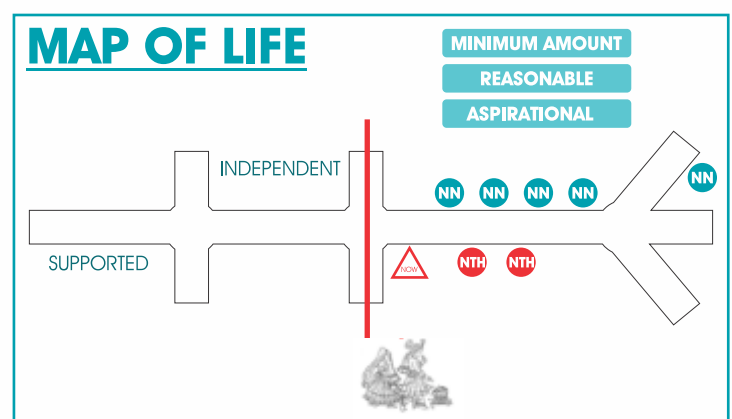 MAP OF LIFE
MINIMUM AMOUNT
REASONABLE
ASPIRATIONAL
INDEPENDENT
NN
NN NN NN NN
SUPPORTED
NOW
NTH NTH